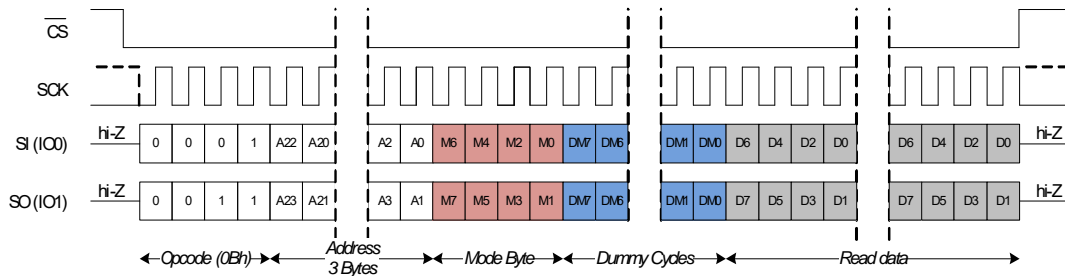 CS
SCK
SI (IO0) hi-Z 0 0 0 1 A22 A20 A2 A0 M6 M4 M2 M0 DM7 DM6 DM1 DM0 D6 D4 D2 D0 D6 D4 D2 D0 hi-Z
SO (IO1) hi-Z 0 0 1 1 A23 A21 A3 A1 M7 M5 M3 M1 DM7 DM6 DM1 DM0 D7 D5 D3 D1 D7 D5 D3 D1 hi-Z
Opcode (0Bh) Address Mode Byte Dummy Cycles Read data
3 Bytes